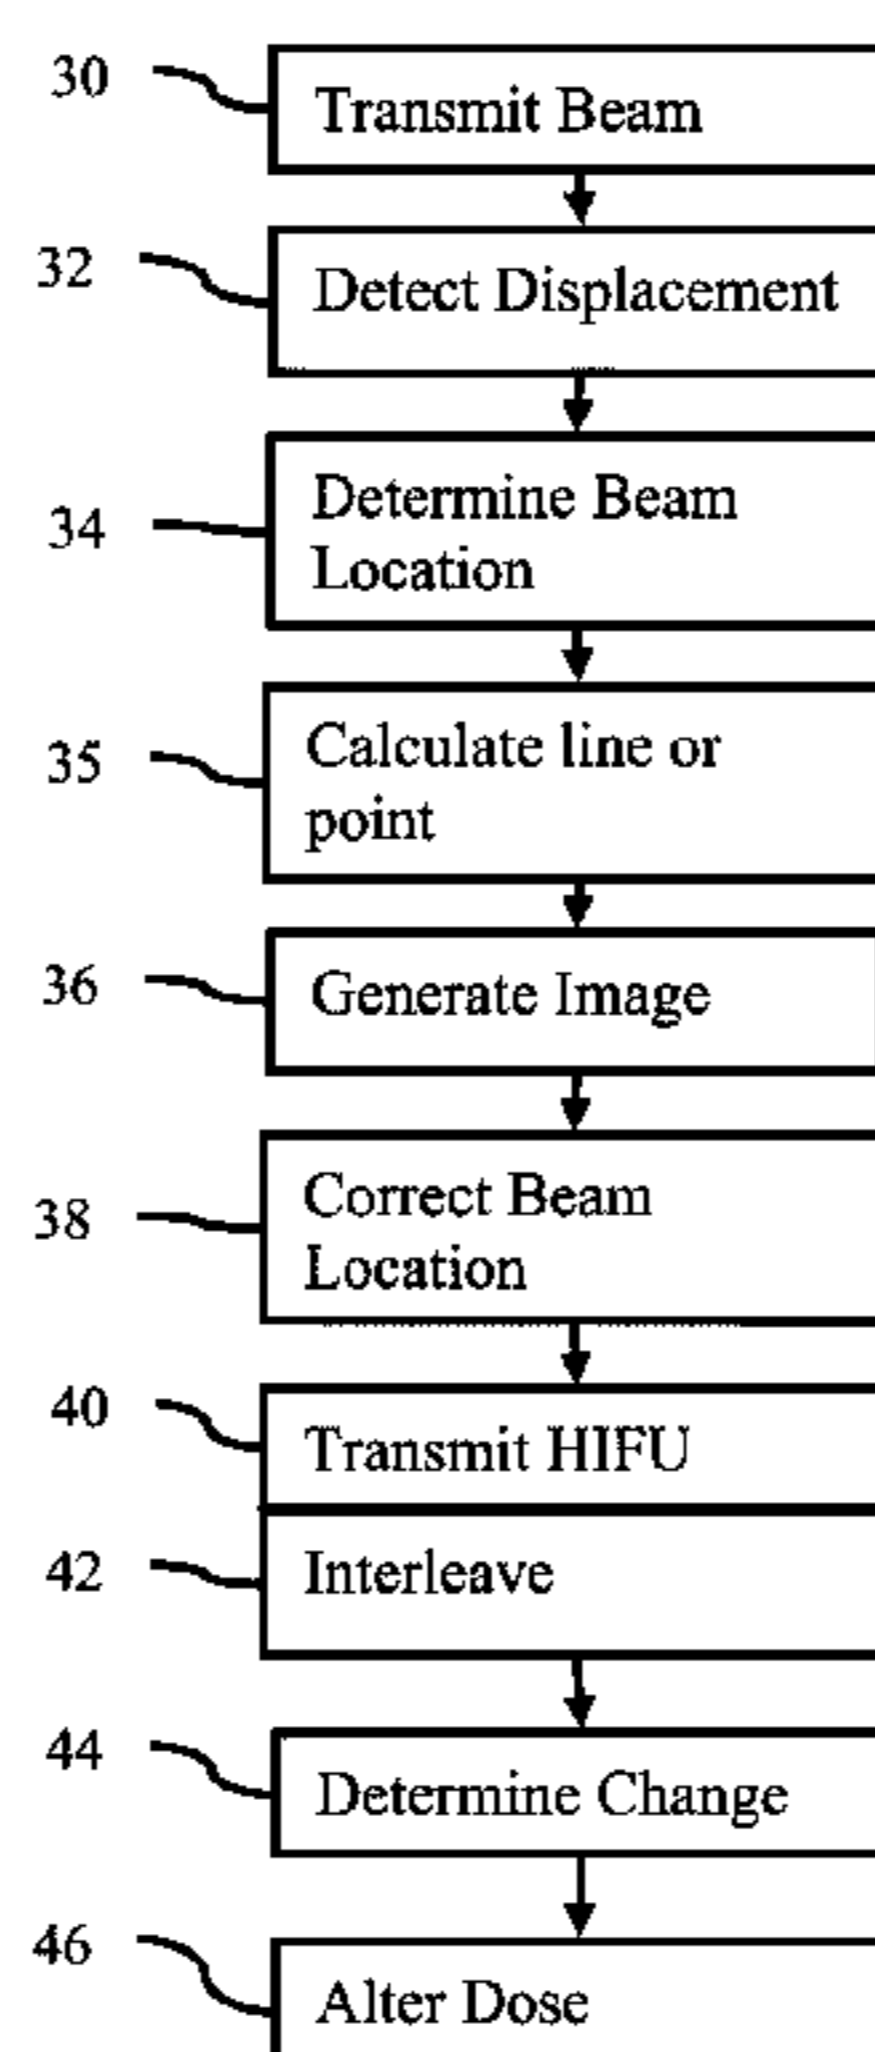 30
Transmit Beam
32
Detect Displacement
34
Determine Beam
Location
35
Calculate line or
point
36
Generate Image
38
Correct Beam
Location
40
Transmit HIFU
42
Interleave
44
Determine Change
46
Alter Dose